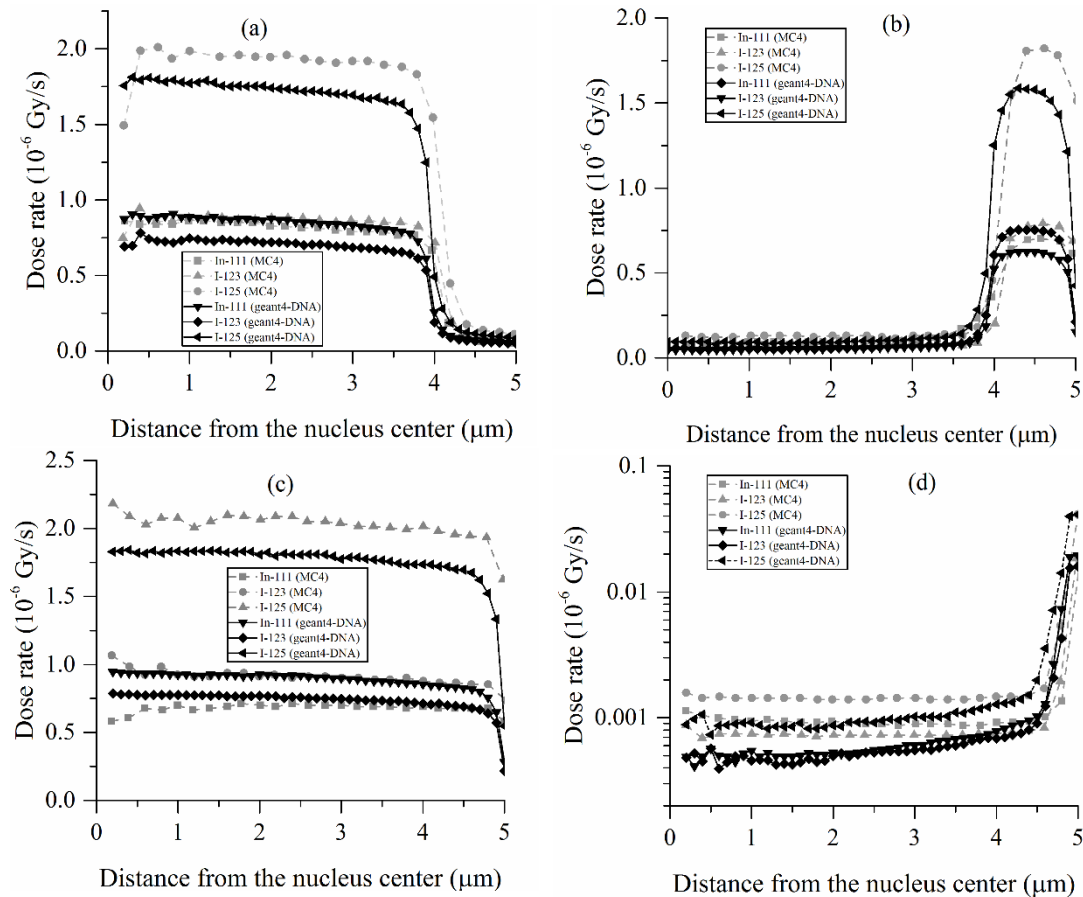 (a)
2.0
1.5
1.0
0.5
0.0
Dose rate (10⁻⁶ Gy/s)
In-111 (MC4)
I-123 (MC4)
I-125 (MC4)
In-111 (geant4-DNA)
I-123 (geant4-DNA)
I-125 (geant4-DNA)
0 1 2 3 4 5
Distance from the nucleus center (μm)
(b)
2.0
1.5
1.0
0.5
0.0
Dose rate (10⁻⁶ Gy/s)
In-111 (MC4)
I-123 (MC4)
I-125 (MC4)
In-111 (geant4-DNA)
I-123 (geant4-DNA)
I-125 (geant4-DNA)
0 1 2 3 4 5
Distance from the nucleus center (μm)
(c)
2.5
2.0
1.5
1.0
0.5
0.0
Dose rate (10⁻⁶ Gy/s)
In-111 (MC4)
I-123 (MC4)
I-125 (MC4)
In-111 (geant4-DNA)
I-123 (geant4-DNA)
I-125 (geant4-DNA)
0 1 2 3 4 5
Distance from the nucleus center (μm)
(d)
0.1
0.01
0.001
Dose rate (10⁻⁶ Gy/s)
In-111 (MC4)
I-123 (MC4)
I-125 (MC4)
In-111 (geant4-DNA)
I-123 (geant4-DNA)
I-125 (geant4-DNA)
0 1 2 3 4 5
Distance from the nucleus center (μm)